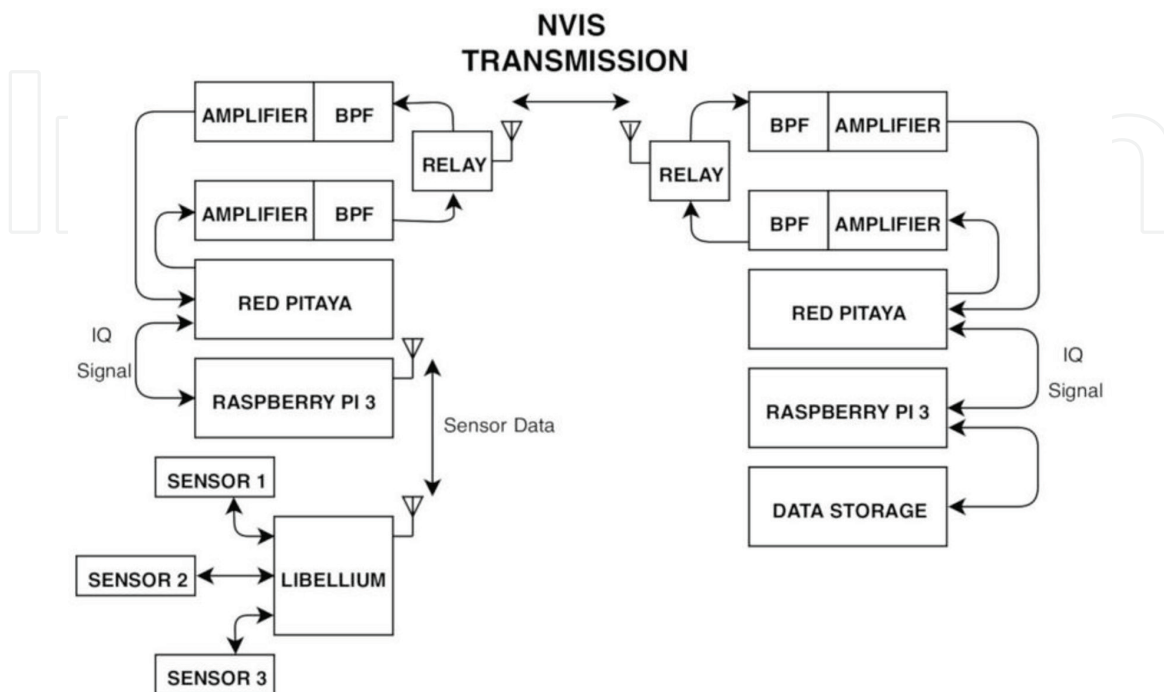 NVIS
TRANSMISSION
AMPLIFIER BPF
RELAY
AMPLIFIER BPF
RED PITAYA
IQ
Signal
RASPBERRY PI 3
Sensor Data
SENSOR 1
SENSOR 2
LIBELLIUM
SENSOR 3
BPF AMPLIFIER
RELAY
BPF AMPLIFIER
RED PITAYA
IQ
Signal
RASPBERRY PI 3
DATA STORAGE